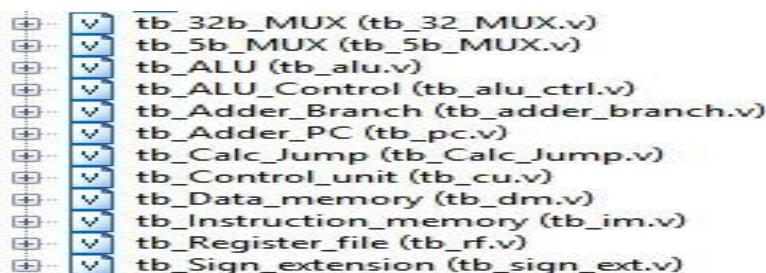 tb_32b_MUX (tb_32_MUX.v)
tb_5b_MUX (tb_5b_MUX.v)
tb_ALU (tb_alu.v)
tb_ALU_Control (tb_alu_ctrl.v)
tb_Adder_Branch (tb_adder_branch.v)
tb_Adder_PC (tb_pc.v)
tb_Calc_Jump (tb_Calc_Jump.v)
tb_Control_unit (tb_cu.v)
tb_Data_memory (tb_dm.v)
tb_Instruction_memory (tb_im.v)
tb_Register_file (tb_rf.v)
tb_Sign_extension (tb_sign_ext.v)